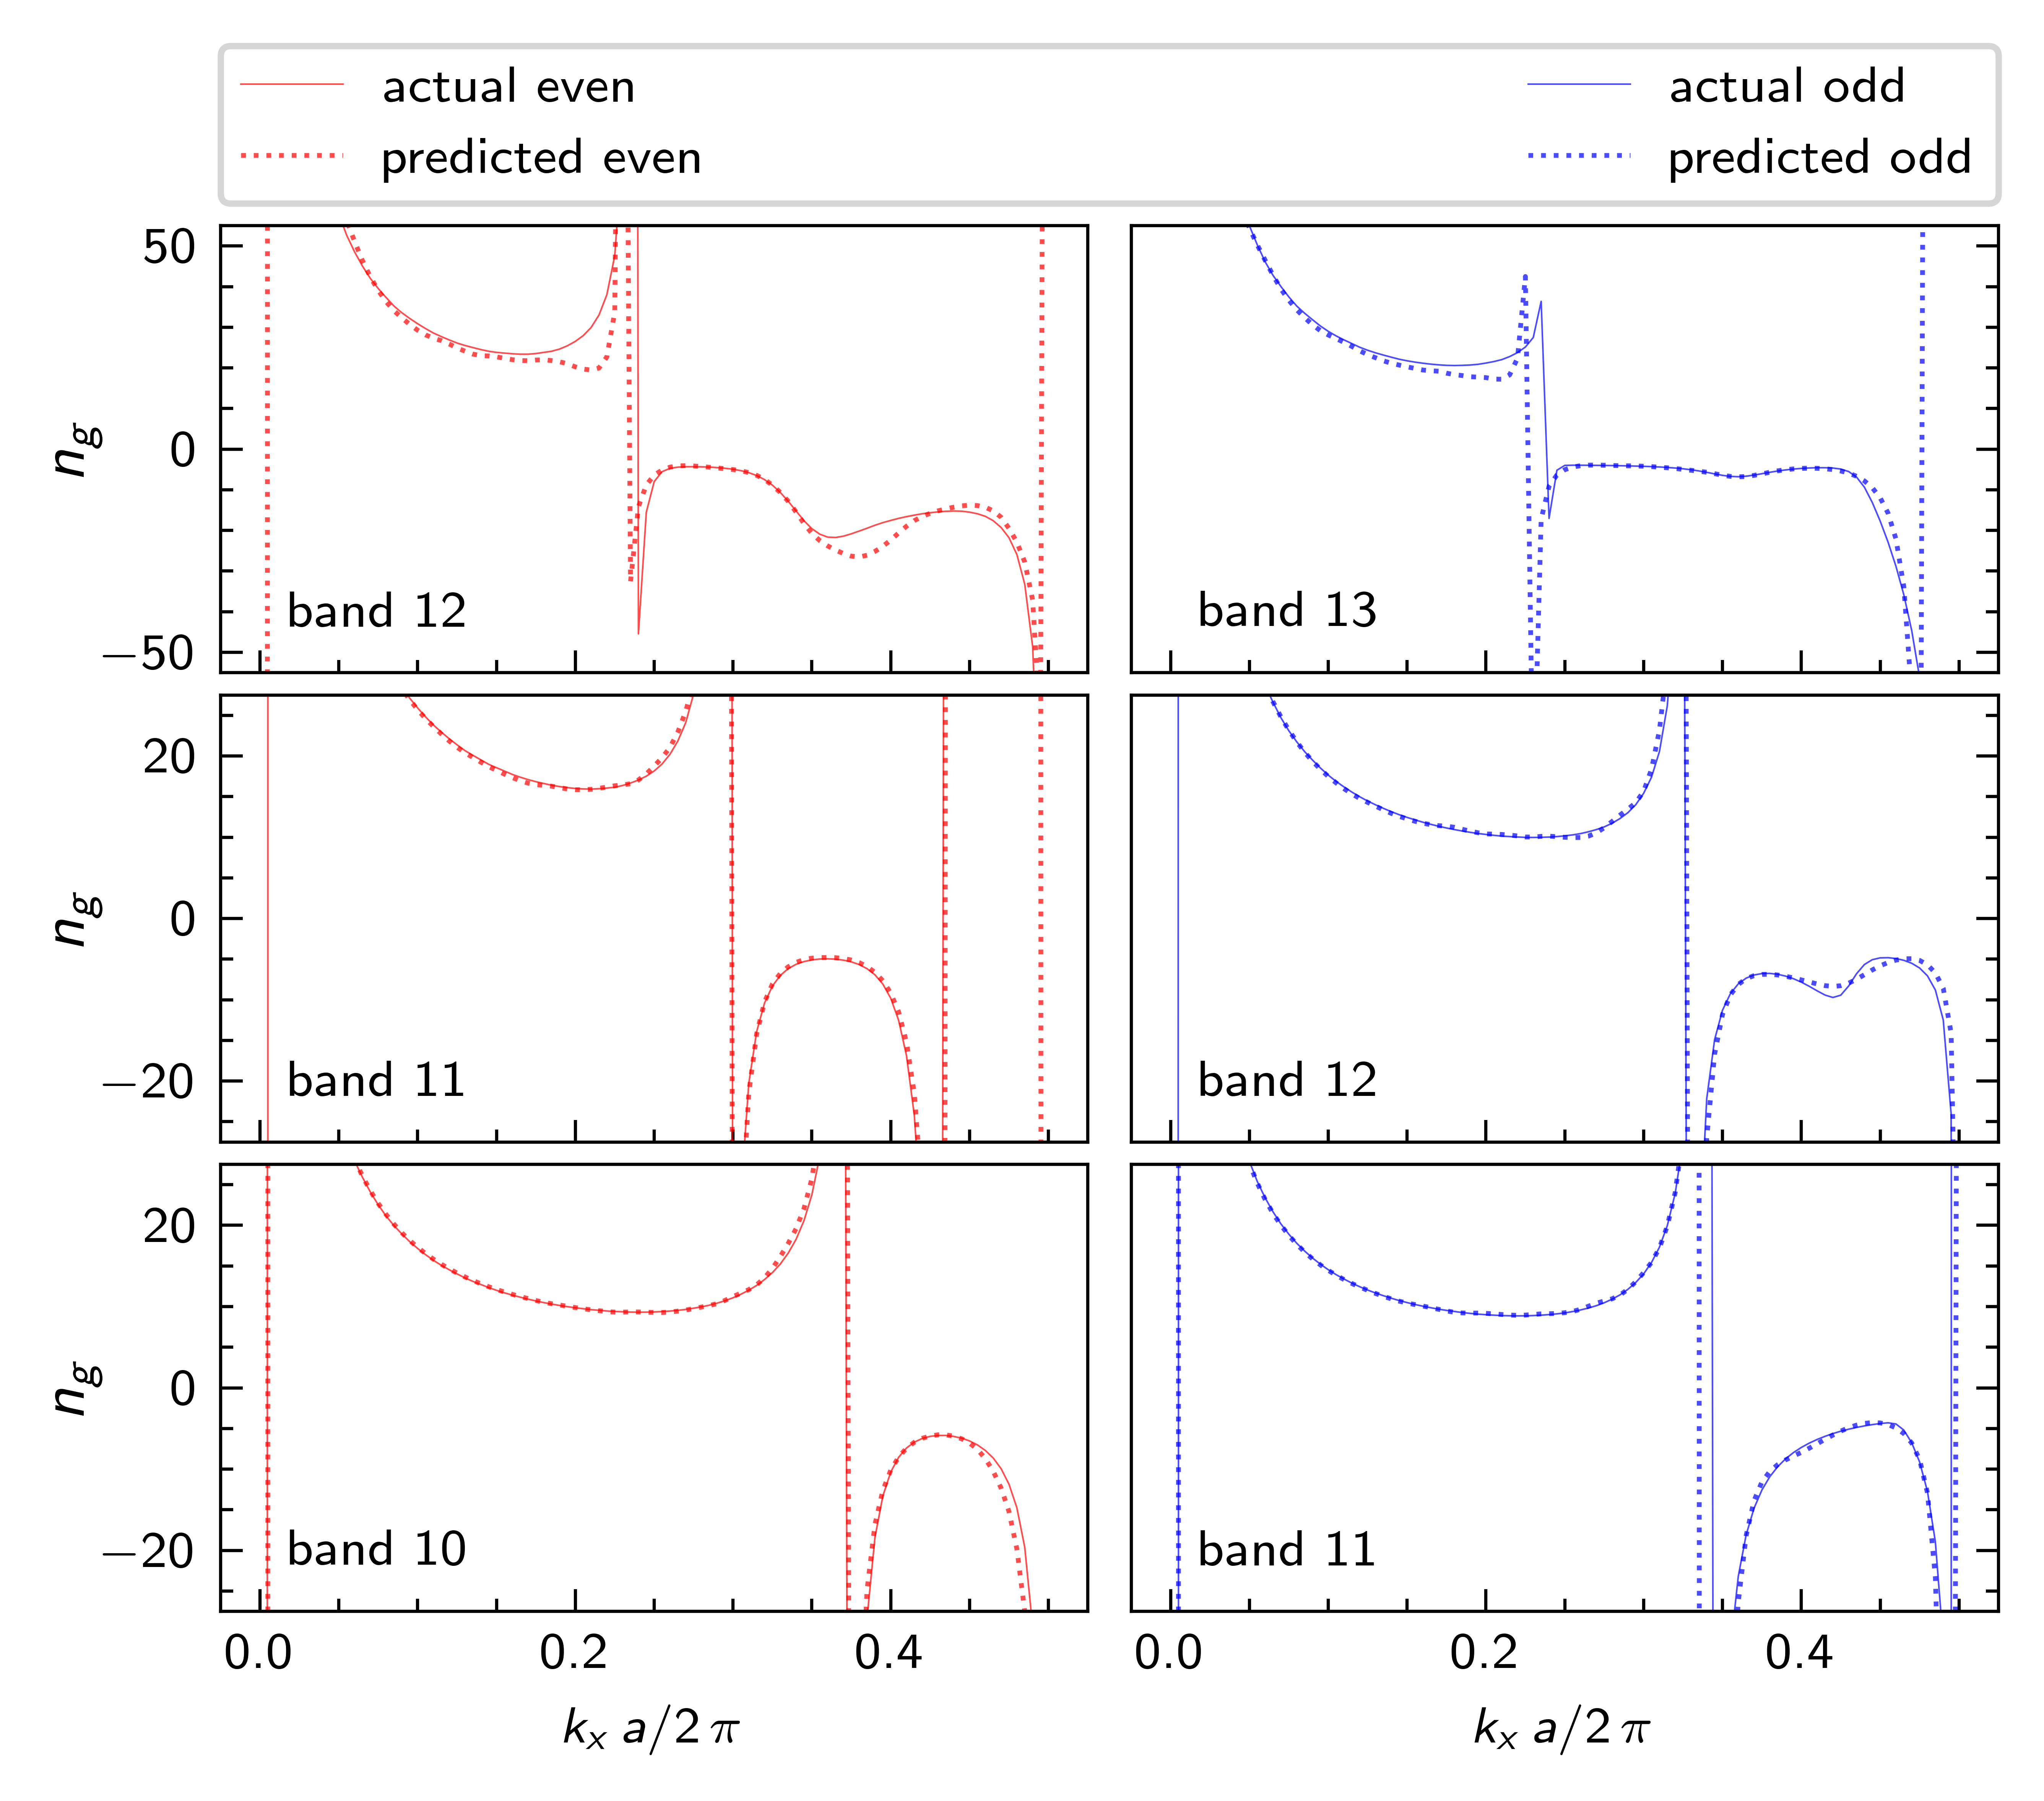 actual even
predicted even
actual odd
predicted odd
50
0
−50
n_g
band 12
band 13
20
0
−20
n_g
band 11
band 12
20
0
−20
n_g
band 10
band 11
0.0 0.2 0.4
0.0 0.2 0.4
k_x a/2 π
k_x a/2 π